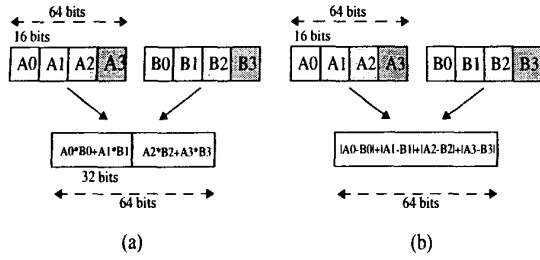 64 bits
16 bits
A0 A1 A2 A3 B0 B1 B2 B3
A0*B0+A1*B1 A2*B2+A3*B3
32 bits
64 bits
(a)
64 bits
16 bits
A0 A1 A2 A3 B0 B1 B2 B3
|A0-B0|+|A1-B1|+|A2-B2|+|A3-B3|
64 bits
(b)